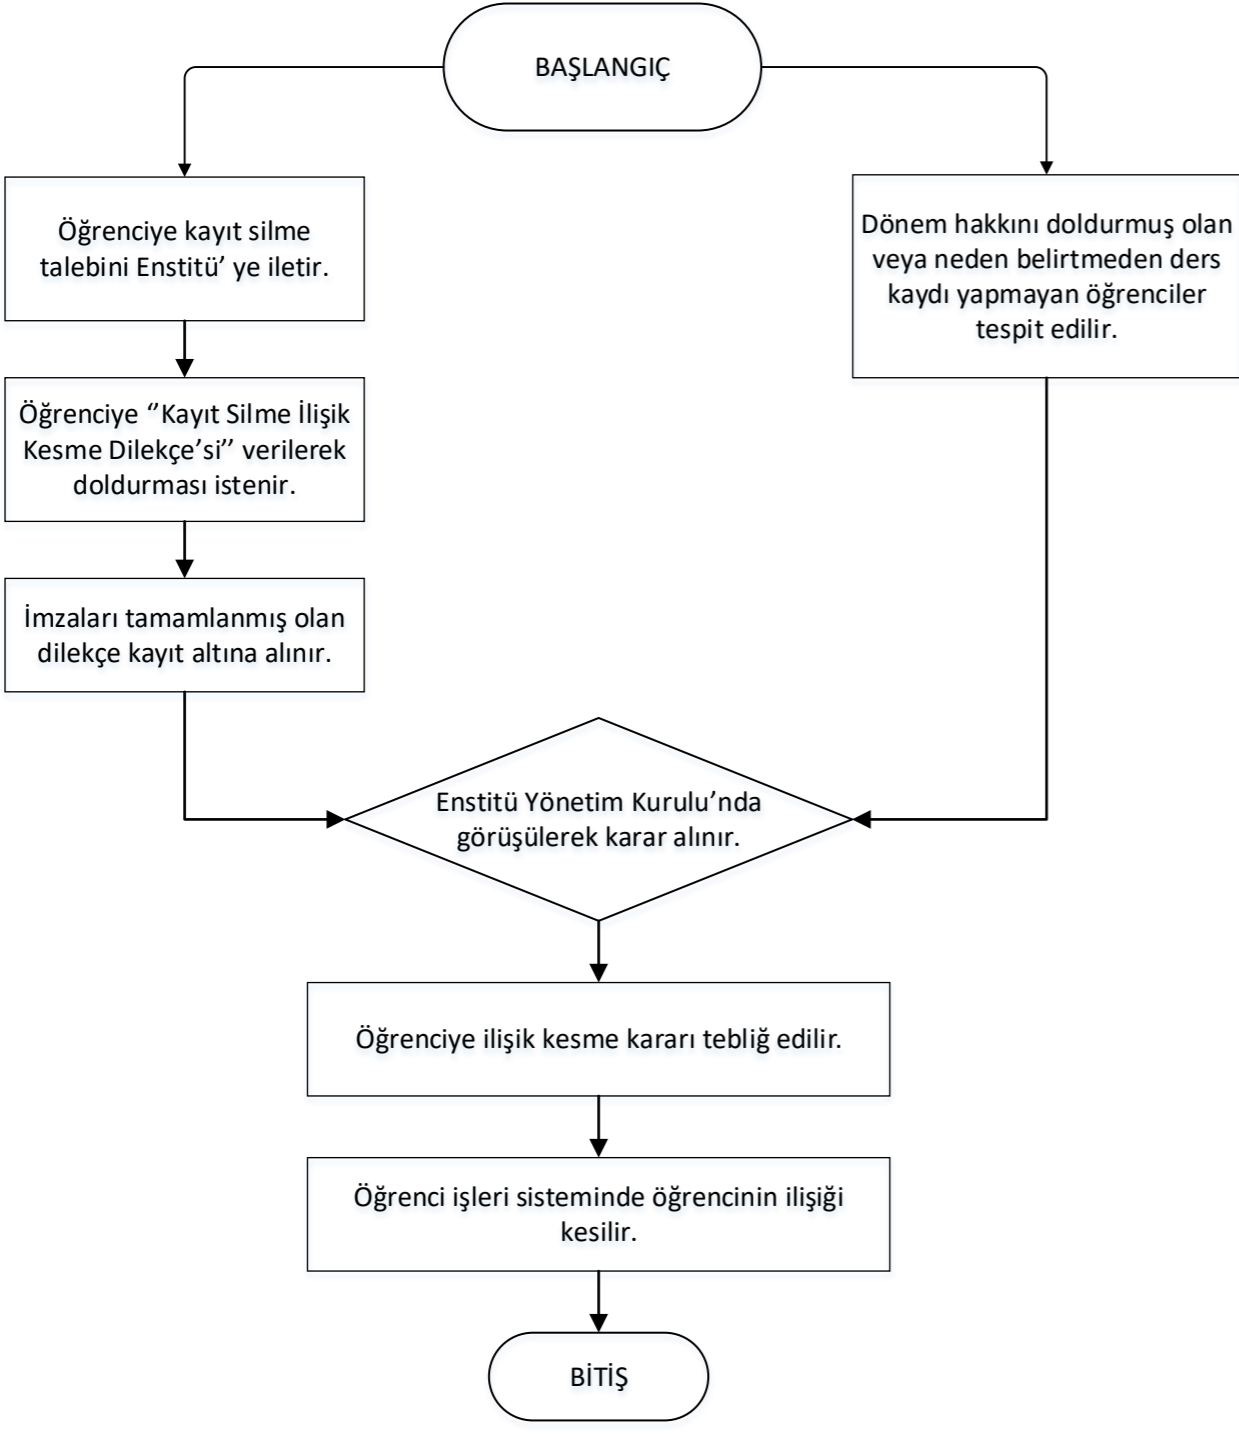 BAŞLANGIÇ
Öğrenciye kayıt silme
talebini Enstitü’ ye iletir.
Dönem hakkını doldurmuş olan
veya neden belirtmeden ders
kaydı yapmayan öğrenciler
tespit edilir.
Öğrenciye ‘’Kayıt Silme İlişik
Kesme Dilekçe’si’’ verilerek
doldurması istenir.
İmzaları tamamlanmış olan
dilekçe kayıt altına alınır.
Enstitü Yönetim Kurulu’nda
görüşülerek karar alınır.
Öğrenciye ilişik kesme kararı tebliğ edilir.
Öğrenci işleri sisteminde öğrencinin ilişiği
kesilir.
BİTİŞ